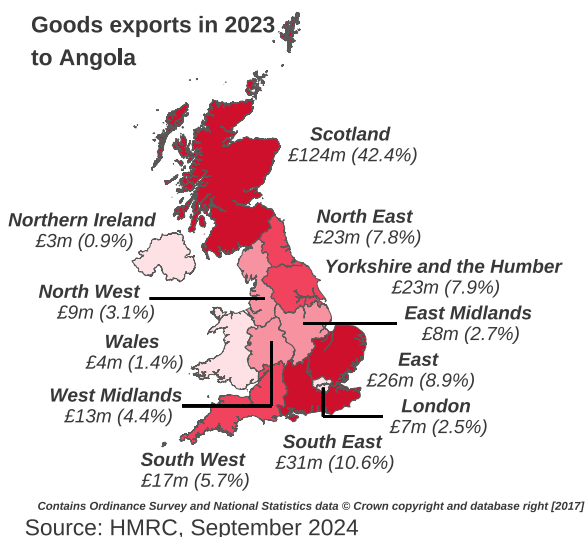 Goods exports in 2023
to Angola
Scotland
£124m (42.4%)
Northern Ireland
£3m (0.9%)
North East
£23m (7.8%)
Yorkshire and the Humber
£23m (7.9%)
North West
£9m (3.1%)
East Midlands
£8m (2.7%)
Wales
£4m (1.4%)
East
£26m (8.9%)
West Midlands
£13m (4.4%)
London
£7m (2.5%)
South East
£31m (10.6%)
South West
£17m (5.7%)
Contains Ordinance Survey and National Statistics data © Crown copyright and database right [2017]
Source: HMRC, September 2024